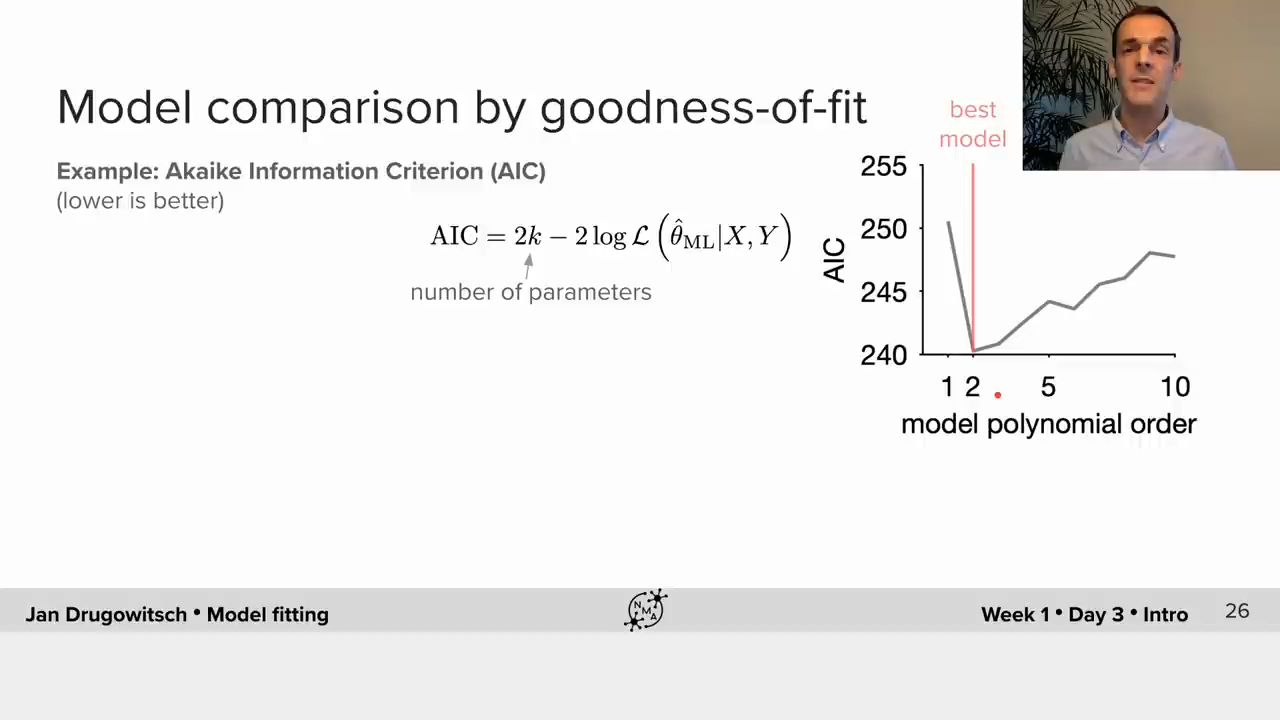 Model comparison by goodness-of-fit
Example: Akaike Information Criterion (AIC)
(lower is better)
AIC = 2k − 2 log ℒ (θ̂_ML | X, Y)
number of parameters
best
model
255
250
245
240
AIC
1 2 5 10
model polynomial order
Jan Drugowitsch • Model fitting
N
M
A
Week 1 • Day 3 • Intro
26